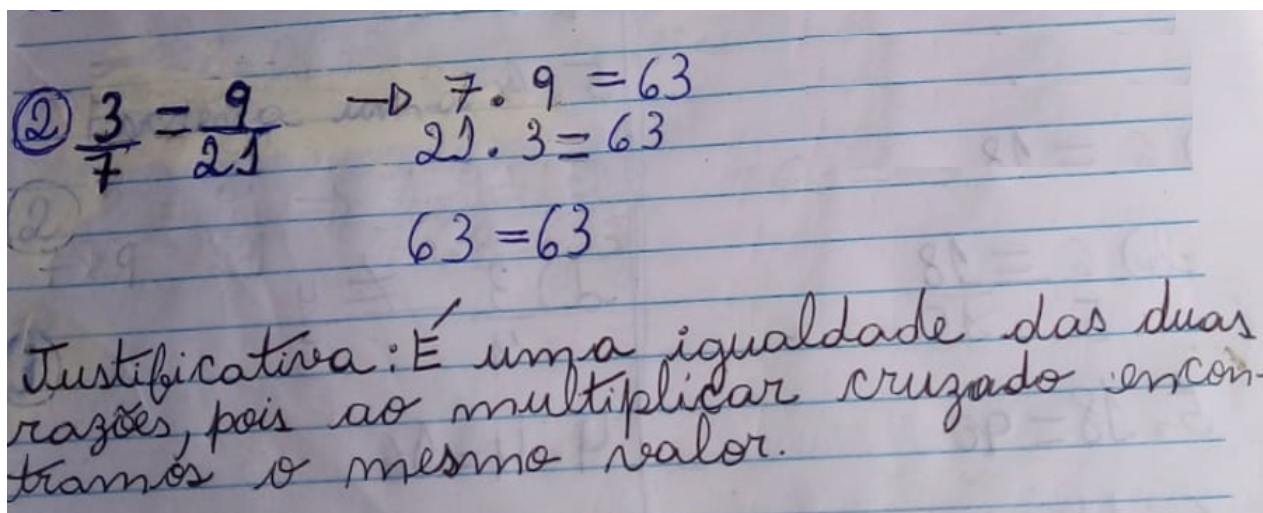 ② 3/7 = 9/21 → 7 . 9 = 63
21 . 3 = 63
63 = 63
Justificativa: É uma igualdade das duas
razões, pois ao multiplicar cruzado encon-
tramos o mesmo valor.